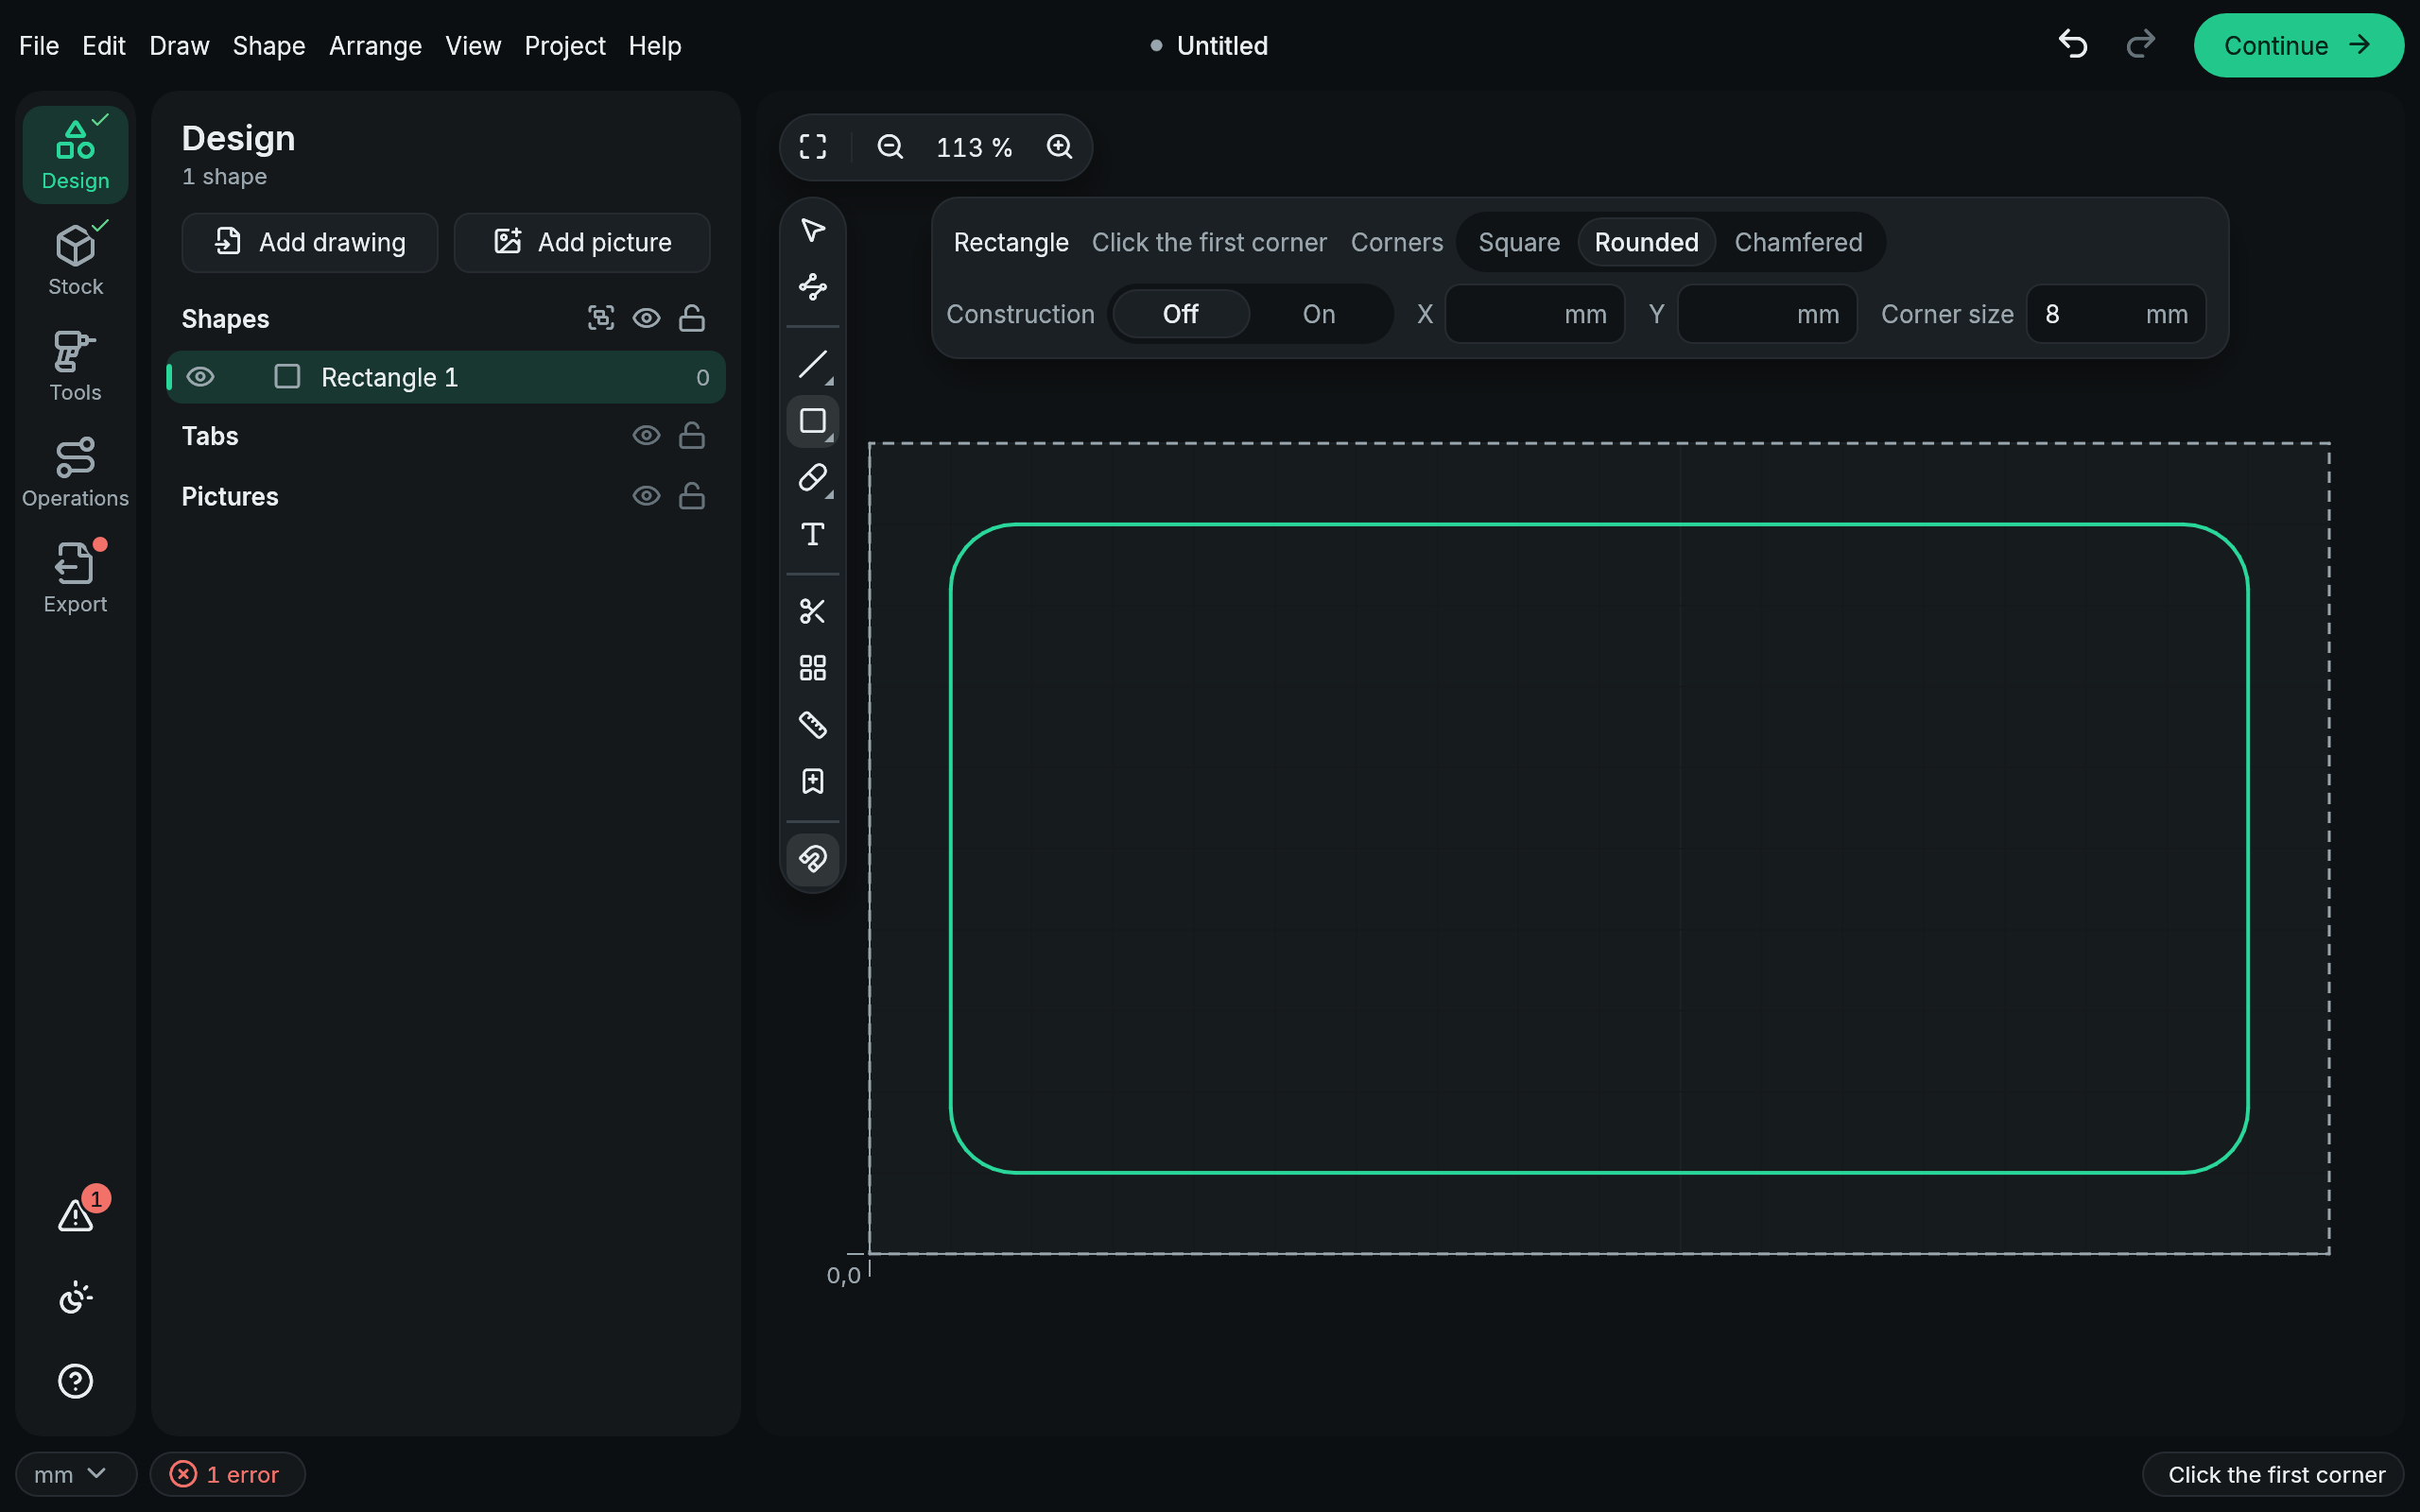 File Edit Draw Shape Arrange View Project Help
Untitled
Continue
Design
Stock
Tools
Operations
Export
1
Design
1 shape
Add drawing Add picture
Shapes
Rectangle 1 0
Tabs
Pictures
113 %
Rectangle Click the first corner Corners Square Rounded Chamfered
Construction Off On X mm Y mm Corner size 8 mm
0,0
mm
1 error
Click the first corner